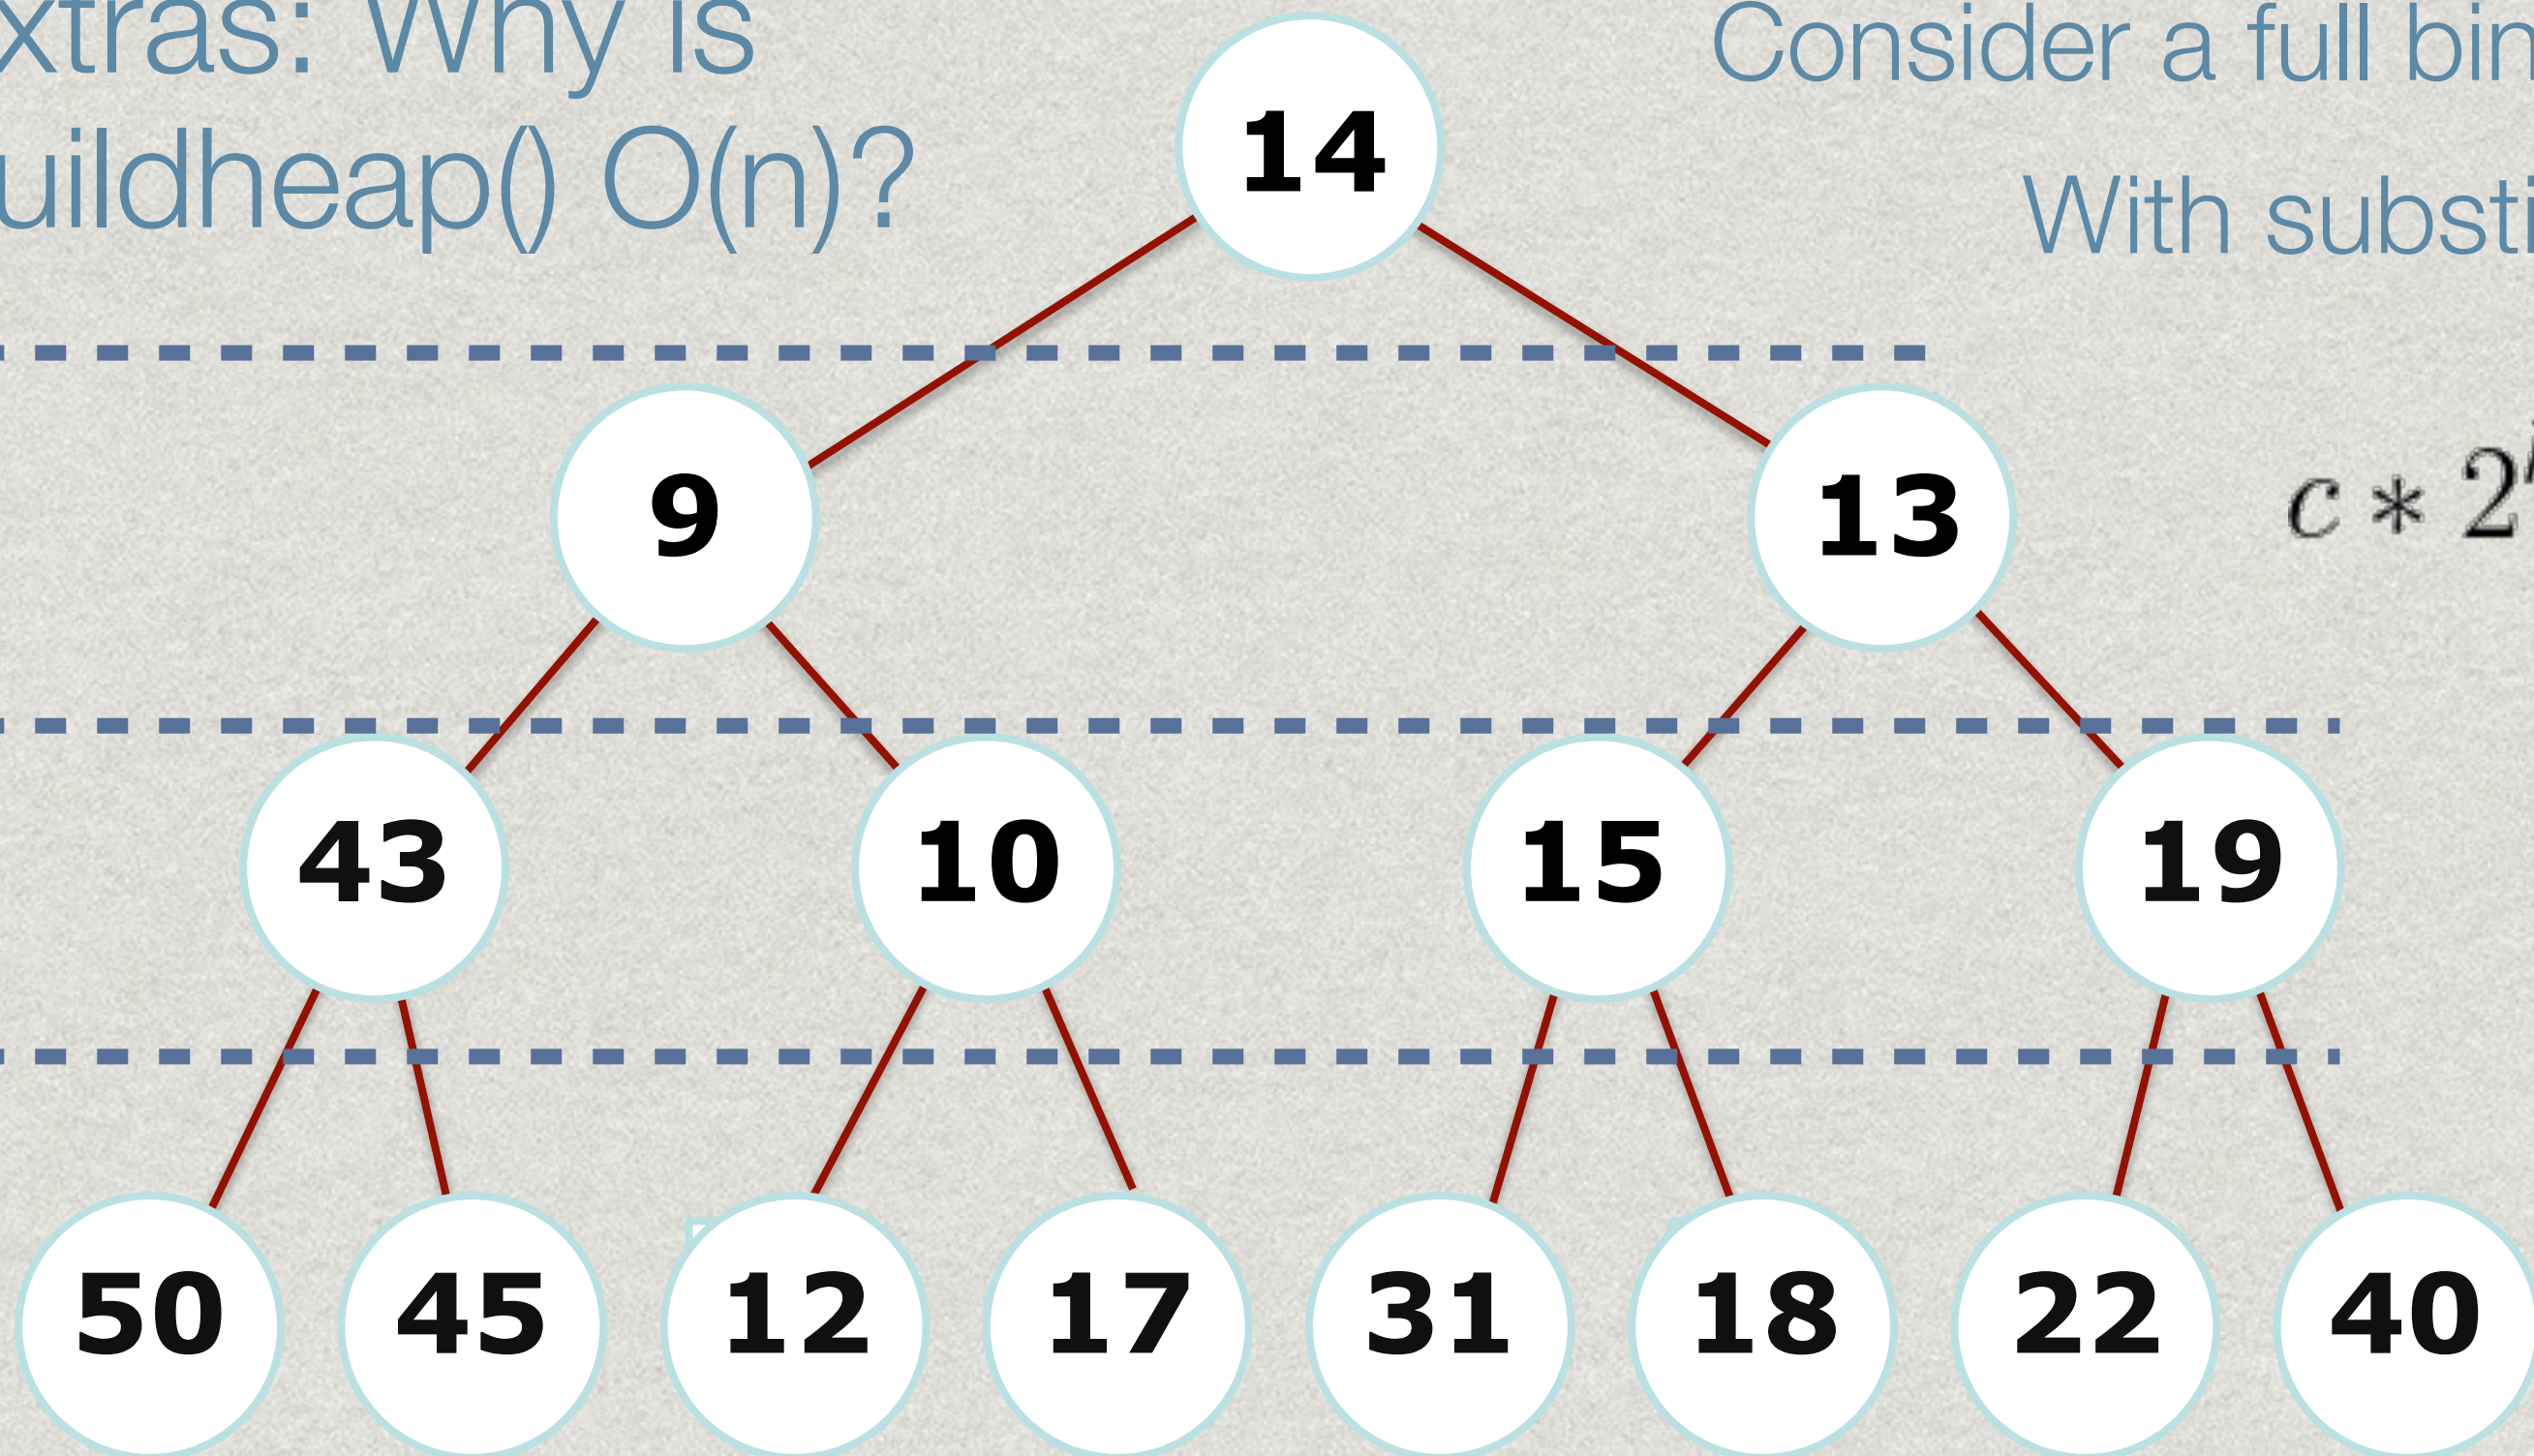 xtras: Why is
uildheap() O(n)?
Consider a full bin
With substi
c * 2
14
9 13
43 10 15 19
50 45 12 17 31 18 22 40